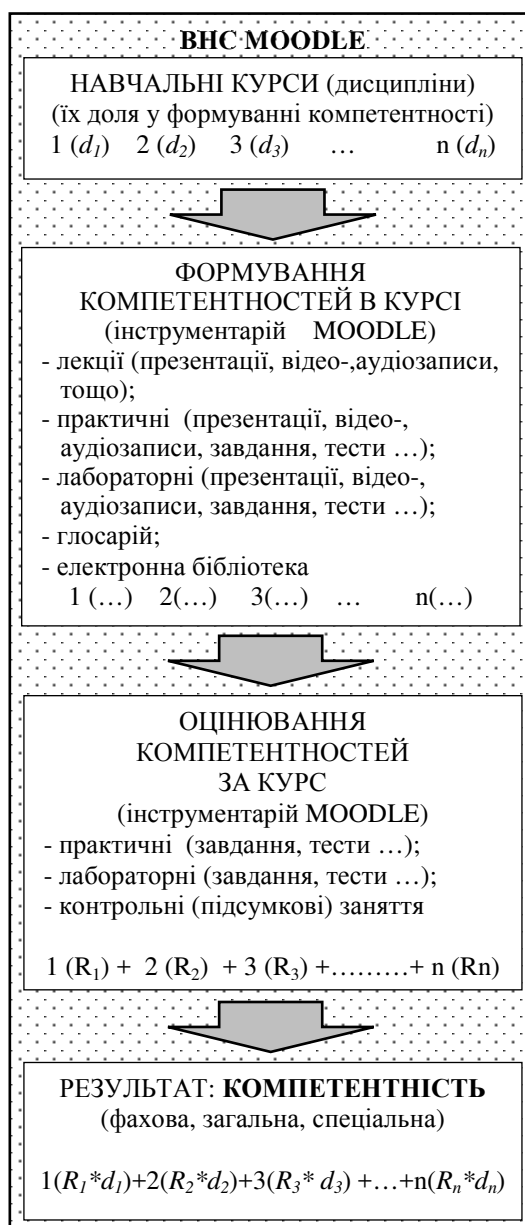 ВНС MOODLE
НАВЧАЛЬНІ КУРСИ (дисципліни)
(їх доля у формуванні компетентності)
1 (d₁) 2 (d₂) 3 (d₃) … n (dₙ)
ФОРМУВАННЯ
КОМПЕТЕНТНОСТЕЙ В КУРСІ
(інструментарій MOODLE)
- лекції (презентації, відео-,аудіозаписи,
тощо);
- практичні (презентації, відео-,
аудіозаписи, завдання, тести …);
- лабораторні (презентації, відео-,
аудіозаписи, завдання, тести …);
- глосарій;
- електронна бібліотека
1 (…) 2(…) 3(…) … n(…)
ОЦІНЮВАННЯ
КОМПЕТЕНТНОСТЕЙ
ЗА КУРС
(інструментарій MOODLE)
- практичні (завдання, тести …);
- лабораторні (завдання, тести …);
- контрольні (підсумкові) заняття
1 (R₁) + 2 (R₂) + 3 (R₃) +………+ n (Rn)
РЕЗУЛЬТАТ: КОМПЕТЕНТНІСТЬ
(фахова, загальна, спеціальна)
1(R₁*d₁)+2(R₂*d₂)+3(R₃* d₃) +…+n(Rₙ*dₙ)